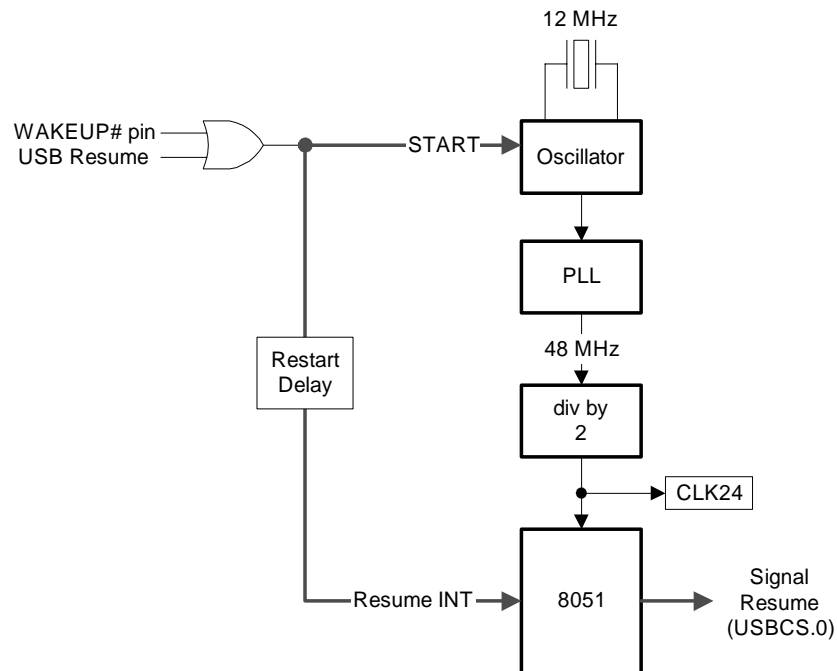 12 MHz
WAKEUP# pin
USB Resume
START
Oscillator
PLL
48 MHz
Restart
Delay
div by
2
CLK24
Resume INT
8051
Signal
Resume
(USBCS.0)